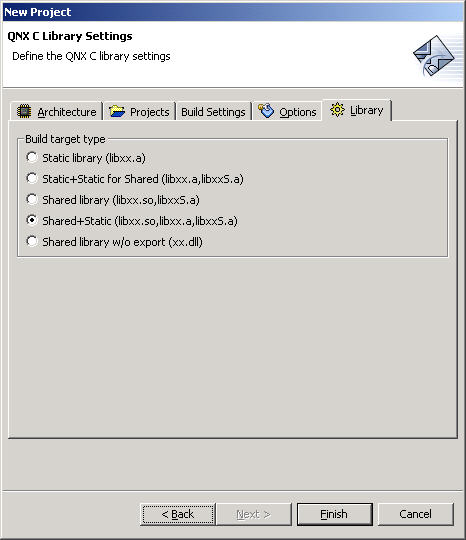 New Project
QNX C Library Settings
Define the QNX C library settings
Architecture Projects Build Settings Options Library
Build target type
Static library (libxx.a)
Static+Static for Shared (libxx.a,libxxS.a)
Shared library (libxx.so,libxxS.a)
Shared+Static (libxx.so,libxx.a,libxxS.a)
Shared library w/o export (xx.dll)
< Back Next > Finish Cancel